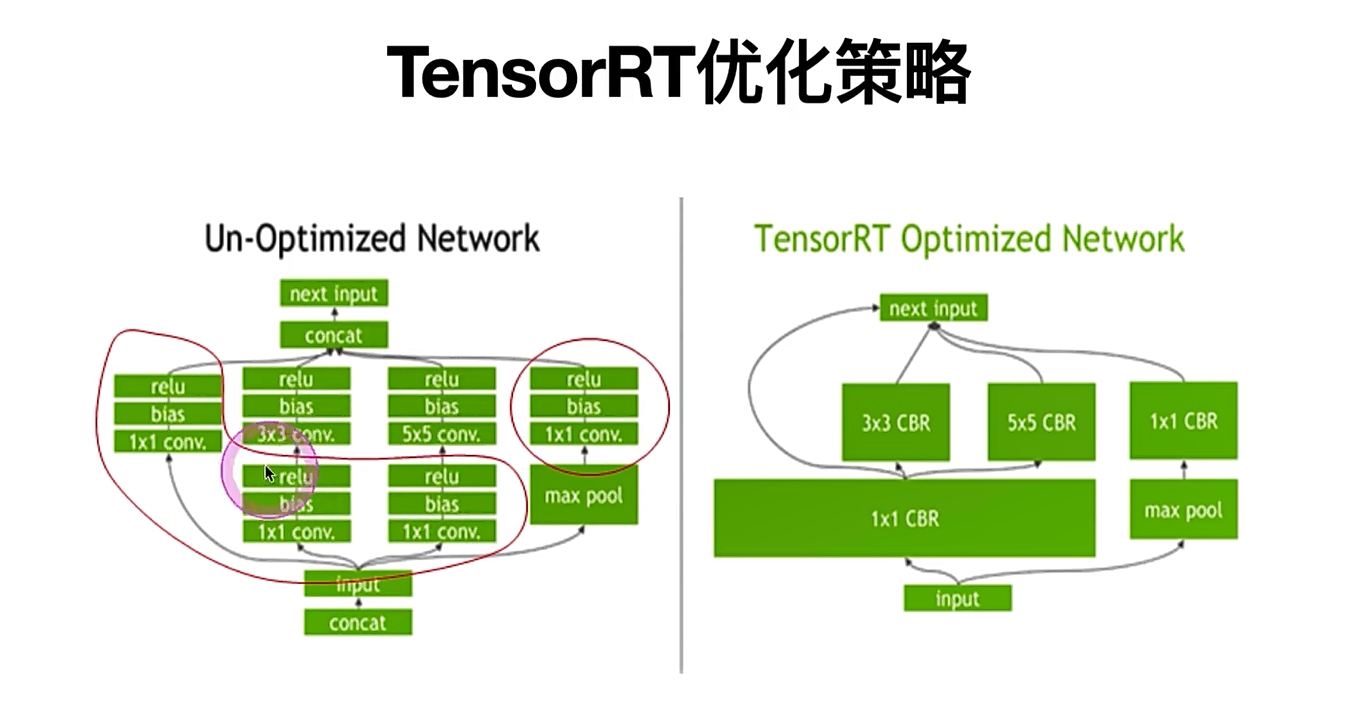 TensorRT优化策略
Un-Optimized Network
next input
concat
relu
bias
1x1 conv.
relu
bias
3x3 conv.
relu
bias
1x1 conv.
relu
bias
5x5 conv.
relu
bias
1x1 conv.
relu
bias
1x1 conv.
max pool
input
concat
TensorRT Optimized Network
next input
3x3 CBR
5x5 CBR
1x1 CBR
1x1 CBR
max pool
input